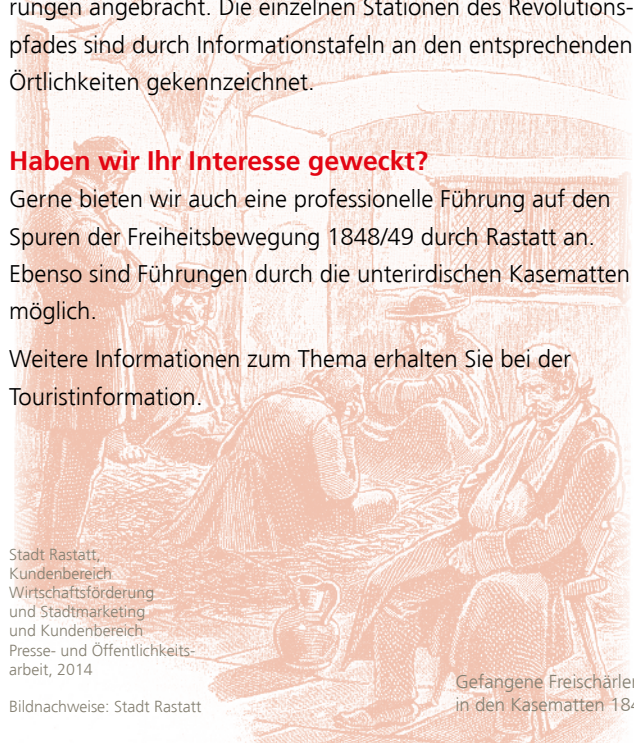 rungen angebracht. Die einzelnen Stationen des Revolutions-
pfades sind durch Informationstafeln an den entsprechenden
Örtlichkeiten gekennzeichnet.
Haben wir Ihr Interesse geweckt?
Gerne bieten wir auch eine professionelle Führung auf den
Spuren der Freiheitsbewegung 1848/49 durch Rastatt an.
Ebenso sind Führungen durch die unterirdischen Kasematten
möglich.
Weitere Informationen zum Thema erhalten Sie bei der
Touristinformation.
Stadt Rastatt,
Kundenbereich
Wirtschaftsförderung
und Stadtmarketing
und Kundenbereich
Presse- und Öffentlichkeits-
arbeit, 2014
Bildnachweise: Stadt Rastatt
Gefangene Freischärler
in den Kasematten